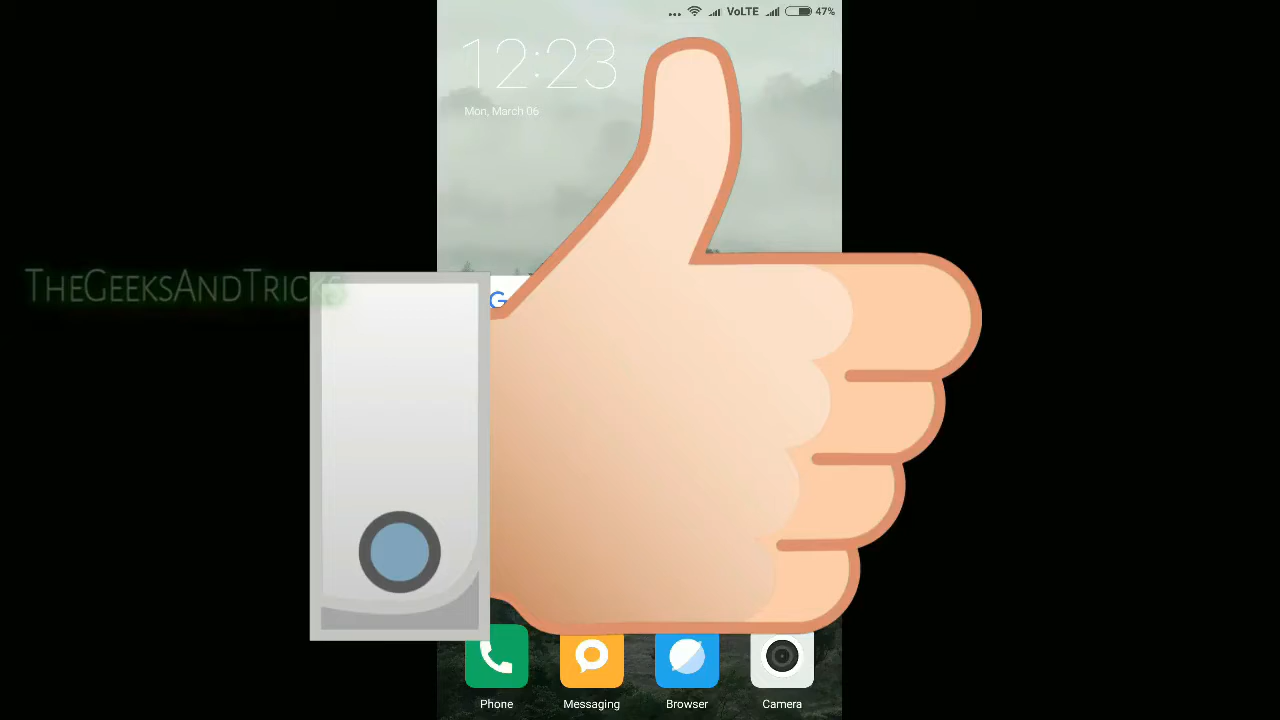 ... VoLTE 47%
12:23
Mon, March 06
THEGEEKSANDTRICKS
G
Phone Messaging Browser Camera